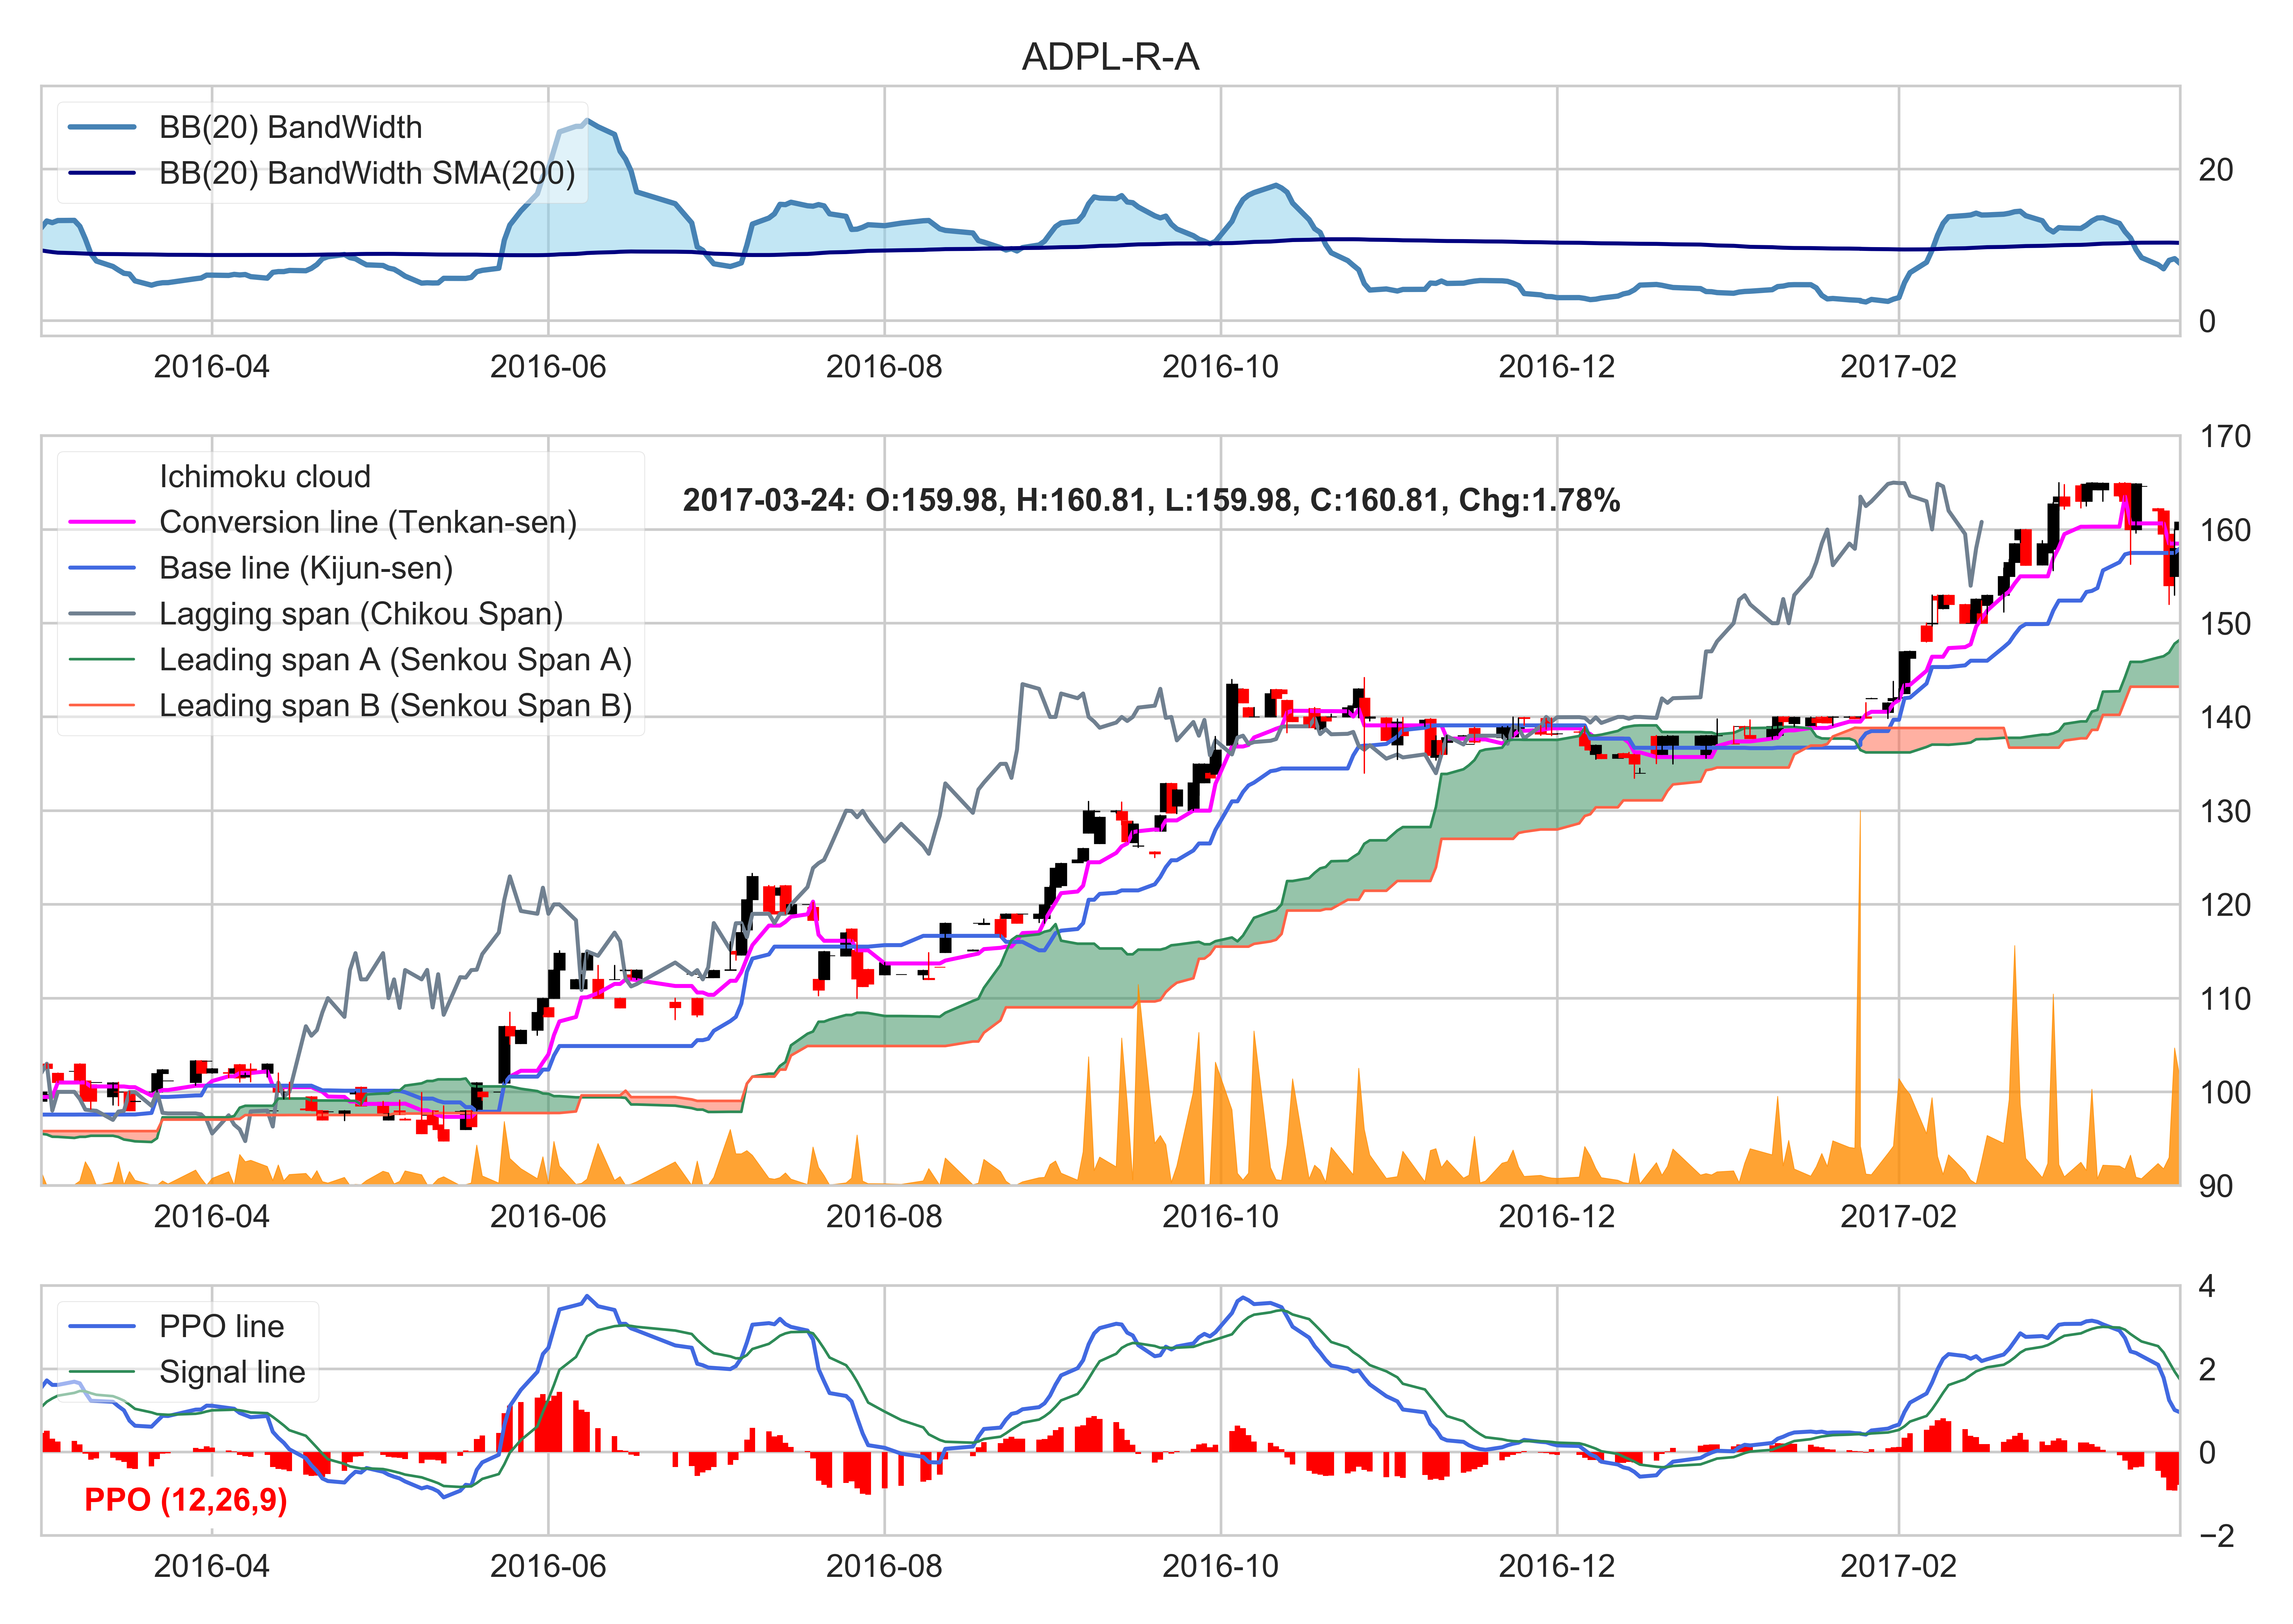 ADPL-R-A
BB(20) BandWidth
BB(20) BandWidth SMA(200)
20
0
2016-04 2016-06 2016-08 2016-10 2016-12 2017-02
Ichimoku cloud
Conversion line (Tenkan-sen)
Base line (Kijun-sen)
Lagging span (Chikou Span)
Leading span A (Senkou Span A)
Leading span B (Senkou Span B)
2017-03-24: O:159.98, H:160.81, L:159.98, C:160.81, Chg:1.78%
170
160
150
140
130
120
110
100
90
2016-04 2016-06 2016-08 2016-10 2016-12 2017-02
PPO line
Signal line
PPO (12,26,9)
4
2
0
−2
2016-04 2016-06 2016-08 2016-10 2016-12 2017-02